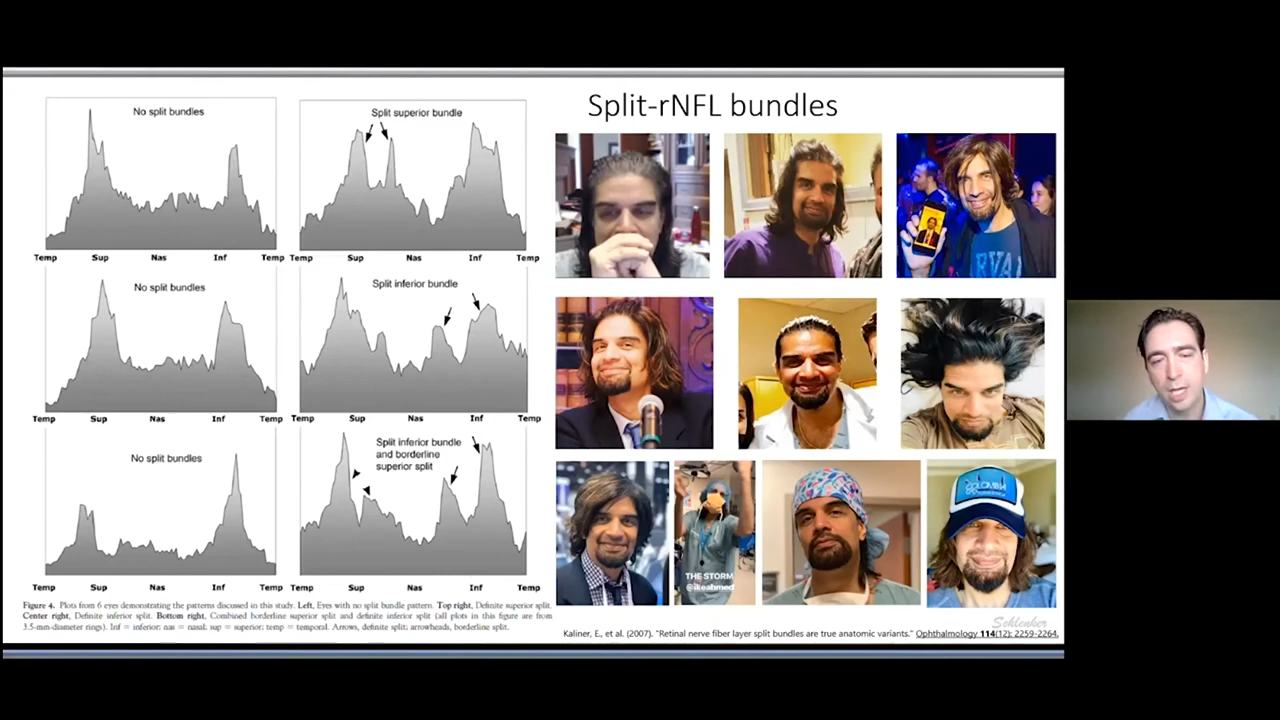 Split-rNFL bundles
No split bundles
Temp Sup Nas Inf Temp
Split superior bundle
Temp Sup Nas Inf Temp
No split bundles
Temp Sup Nas Inf Temp
Split inferior bundle
Temp Sup Nas Inf Temp
No split bundles
Temp Sup Nas Inf Temp
Split inferior bundle
and borderline
superior split
Temp Sup Nas Inf Temp
Figure 4. Plots from 6 eyes demonstrating the patterns discussed in this study. Left, Eyes with no split bundle pattern. Top right, Definite superior split.
Center right, Definite inferior split. Bottom right, Combined borderline superior split and definite inferior split (all plots in this figure are from
3.5-mm-diameter rings). Inf = inferior; nas = nasal; sup = superior; temp = temporal. Arrows, definite split; arrowheads, borderline split.
RVA
THE STORM
@ikeahmed
COLOMBIA
Schlenker
Kaliner, E., et al. (2007). "Retinal nerve fiber layer split bundles are true anatomic variants." Ophthalmology 114(12): 2259-2264.